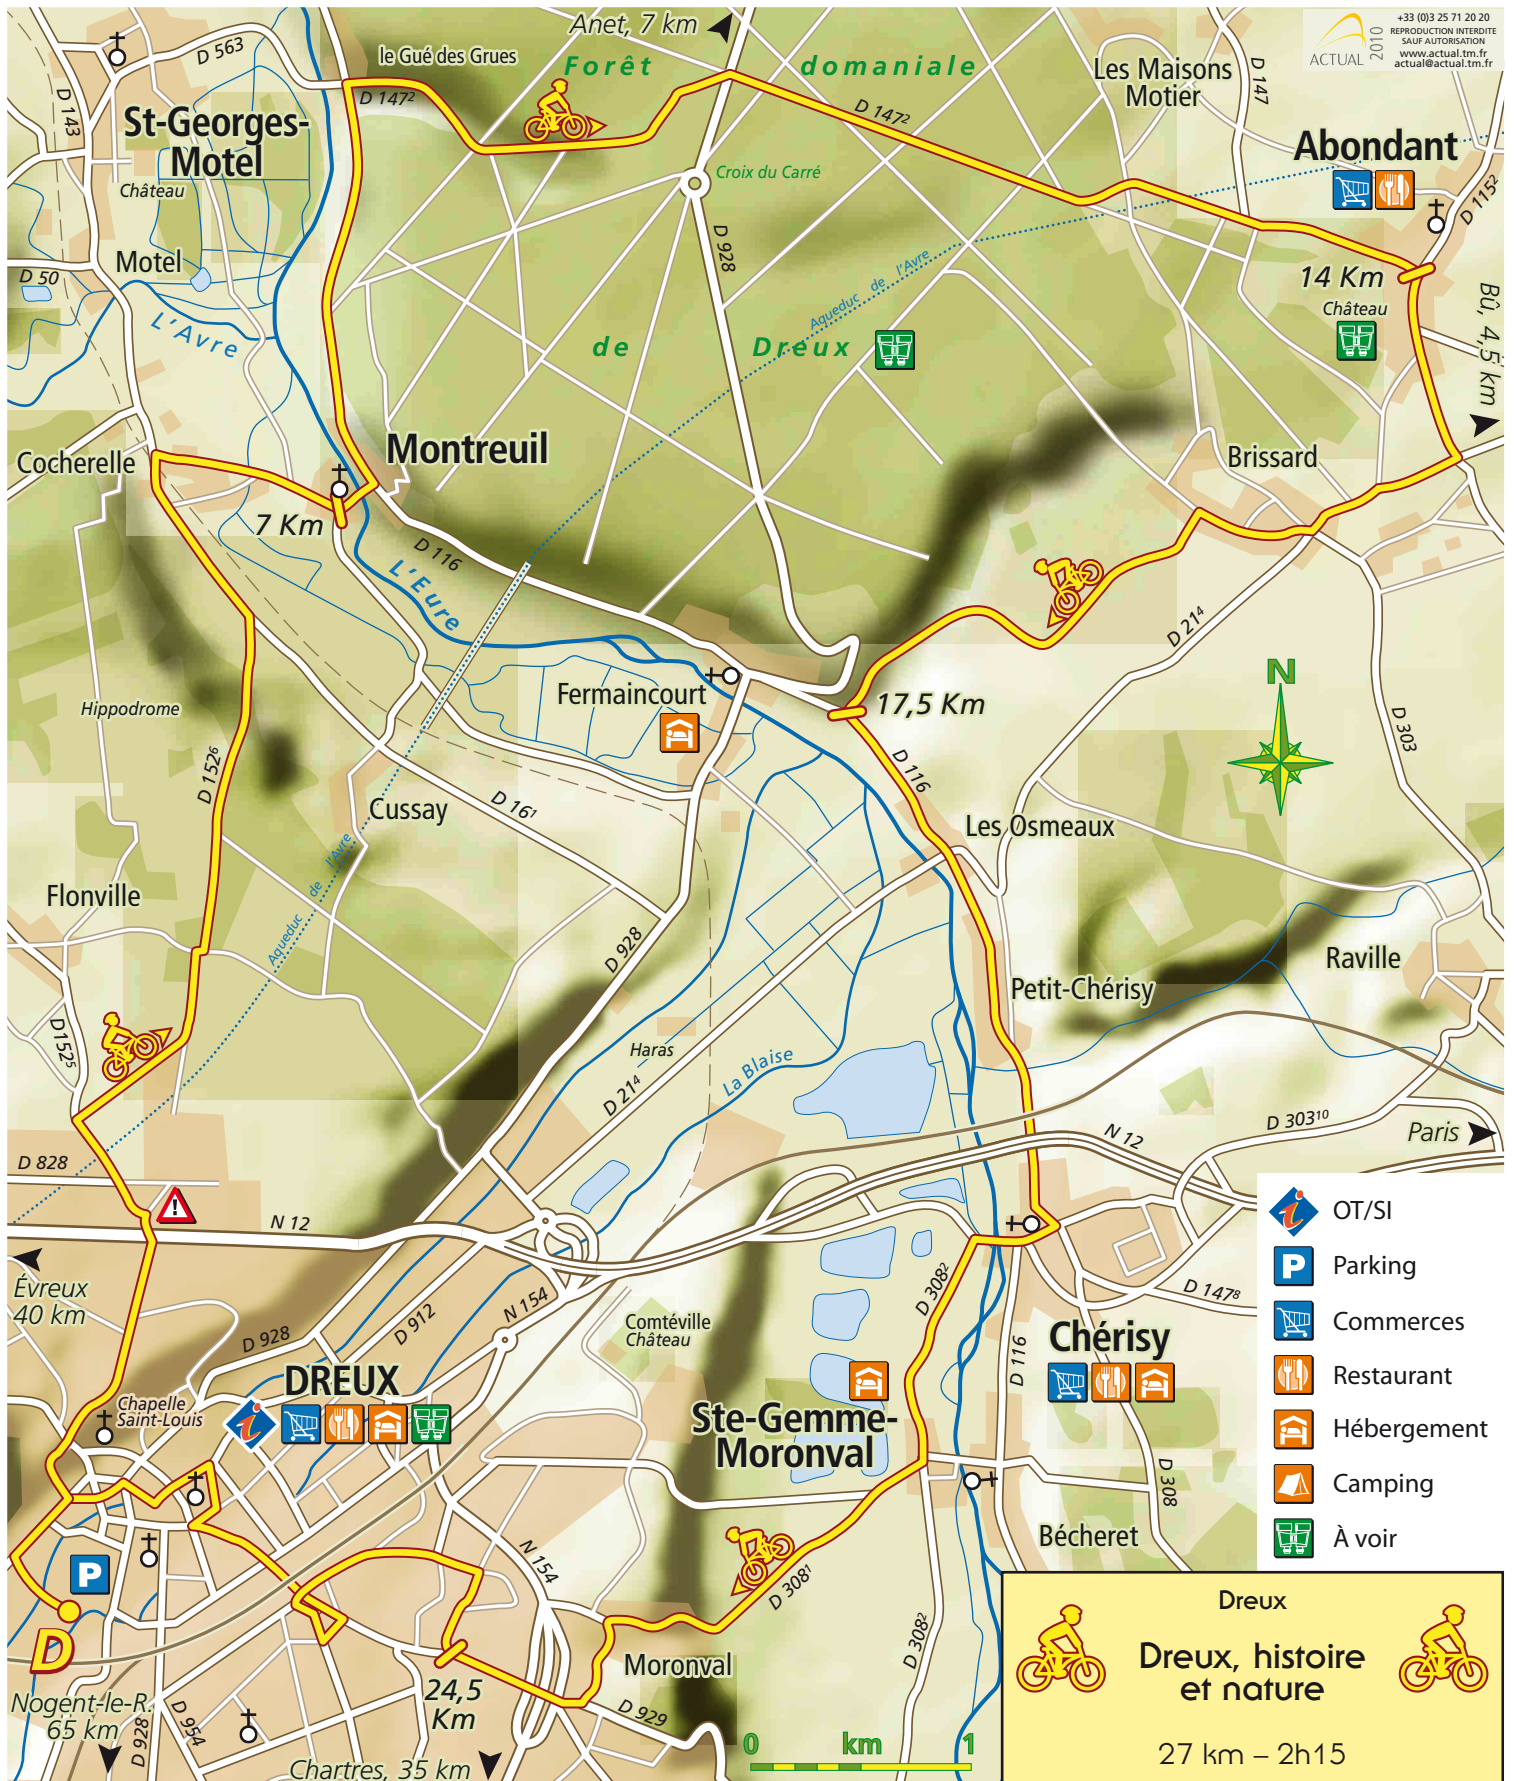 Anet, 7 km
+33 (0)3 25 71 20 20
REPRODUCTION INTERDITE
SAUF AUTORISATION
www.actual.tm.fr
actual@actual.tm.fr
ACTUAL
2010
D 563
le Gué des Grues
Forêt domaniale
Les Maisons
Motier
D 147
D 143
D 147²
D 147²
St-Georges-
Motel
Château
Abondant
Croix du Carré
D 115²
D 928
Motel
D 50
14 Km
Château
Bû, 4,5 km
L'Avre
Aqueduc de l'Avre
de Dreux
Montreuil
Cocherelle
Brissard
7 Km
D 116
L'Eure
D 21⁴
Fermaincourt
17,5 Km
N
Hippodrome
D 303
D 152⁶
D 116
Cussay
D 16¹
Les Osmeaux
Aqueduc de l'Avre
Flonville
D 928
Raville
Petit-Chérisy
D152⁵
Haras
La Blaise
D 21⁴
D 303¹⁰
N 12
Paris
D 828
N 12
OT/SI
Parking
Commerces
Restaurant
Hébergement
Camping
À voir
Évreux
40 km
D 308²
D 147⁸
N 154
D 912
D 928
Comtéville
Château
D 116
Chérisy
DREUX
Chapelle
Saint-Louis
Ste-Gemme-
Moronval
D 308
Bécheret
N 154
P
D 308¹
D
D 308²
Moronval
24,5
Km
Nogent-le-R.
65 km
D 928
D 954
D 929
Chartres, 35 km
0 km 1
Dreux
Dreux, histoire
et nature
27 km – 2h15